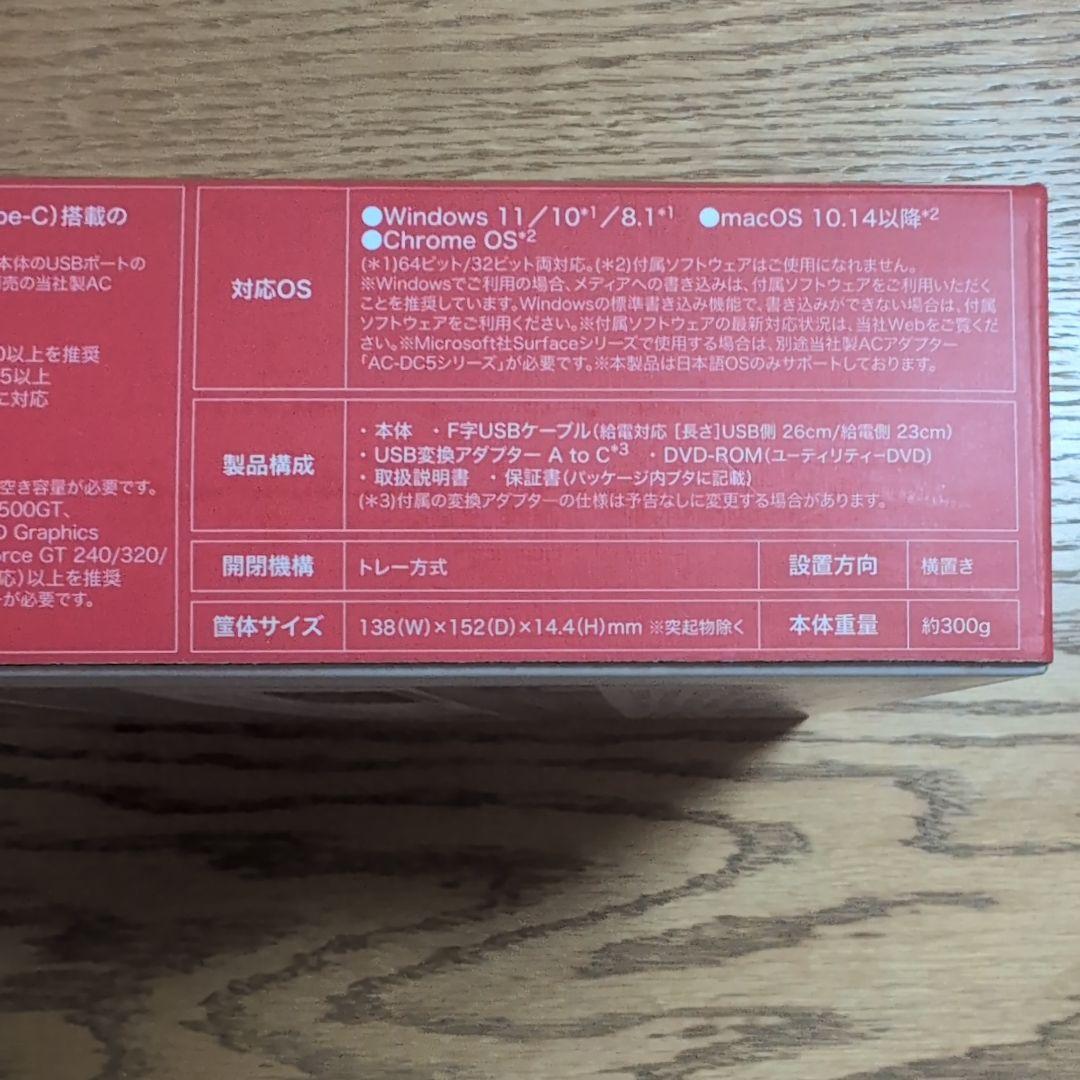 pe-C)搭載の
本体のUSBポートの
売の当社製AC
0以上を推奨
5以上
に対応
空き容量が必要です。
500GT、
D Graphics
orce GT 240/320/
応)以上を推奨
ーが必要です。
対応OS
●Windows 11/10*1/8.1*1 ●macOS 10.14以降*2
●Chrome OS*2
(*1)64ビット/32ビット両対応。(*2)付属ソフトウェアはご使用になれません。
※Windowsでご利用の場合、メディアへの書き込みは、付属ソフトウェアをご利用いただく
ことを推奨しています。Windowsの標準書き込み機能で、書き込みができない場合は、付属
ソフトウェアをご利用ください。※付属ソフトウェアの最新対応状況は、当社Webをご覧くだ
さい。※Microsoft社Surfaceシリーズで使用する場合は、別途当社製ACアダプター
「AC-DC5シリーズ」が必要です。※本製品は日本語OSのみサポートしております。
製品構成
・本体 ・F字USBケーブル(給電対応 [長さ]USB側 26cm/給電側 23cm)
・USB変換アダプター A to C*3 ・DVD-ROM(ユーティリティーDVD)
・取扱説明書 ・保証書(パッケージ内ブタに記載)
(*3)付属の変換アダプターの仕様は予告なしに変更する場合があります。
開閉機構 トレー方式 設置方向 横置き
筐体サイズ 138(W)×152(D)×14.4(H)mm ※突起物除く 本体重量 約300g